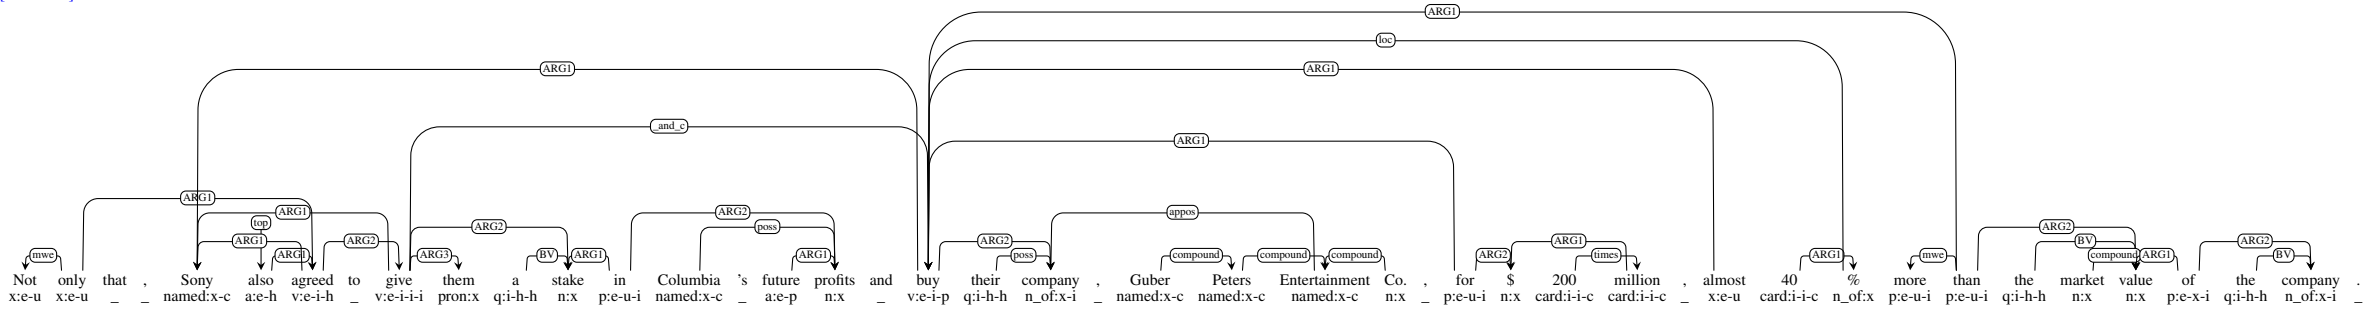 ARG1
loc
ARG1 ARG1
_and_c
ARG1
ARG1
ARG1 ARG2 appos
top ARG2 poss
ARG1 ARG2 ARG2 ARG1 ARG2 BV ARG2
mwe ARG1 ARG3 BV ARG1 ARG1 poss compound compound compound ARG2 times ARG1 mwe compound ARG1 BV
Not only that , Sony also agreed to give them a stake in Columbia 's future profits and buy their company , Guber Peters Entertainment Co. , for $ 200 million , almost 40 % more than the market value of the company .
x:e-u x:e-u _ _ named:x-c a:e-h v:e-i-h _ v:e-i-i-i pron:x q:i-h-h n:x p:e-u-i named:x-c _ a:e-p n:x _ v:e-i-p q:i-h-h n_of:x-i _ named:x-c named:x-c named:x-c n:x _ p:e-u-i n:x card:i-i-c card:i-i-c _ x:e-u card:i-i-c n_of:x p:e-u-i p:e-u-i q:i-h-h n:x n:x p:e-x-i q:i-h-h n_of:x-i _